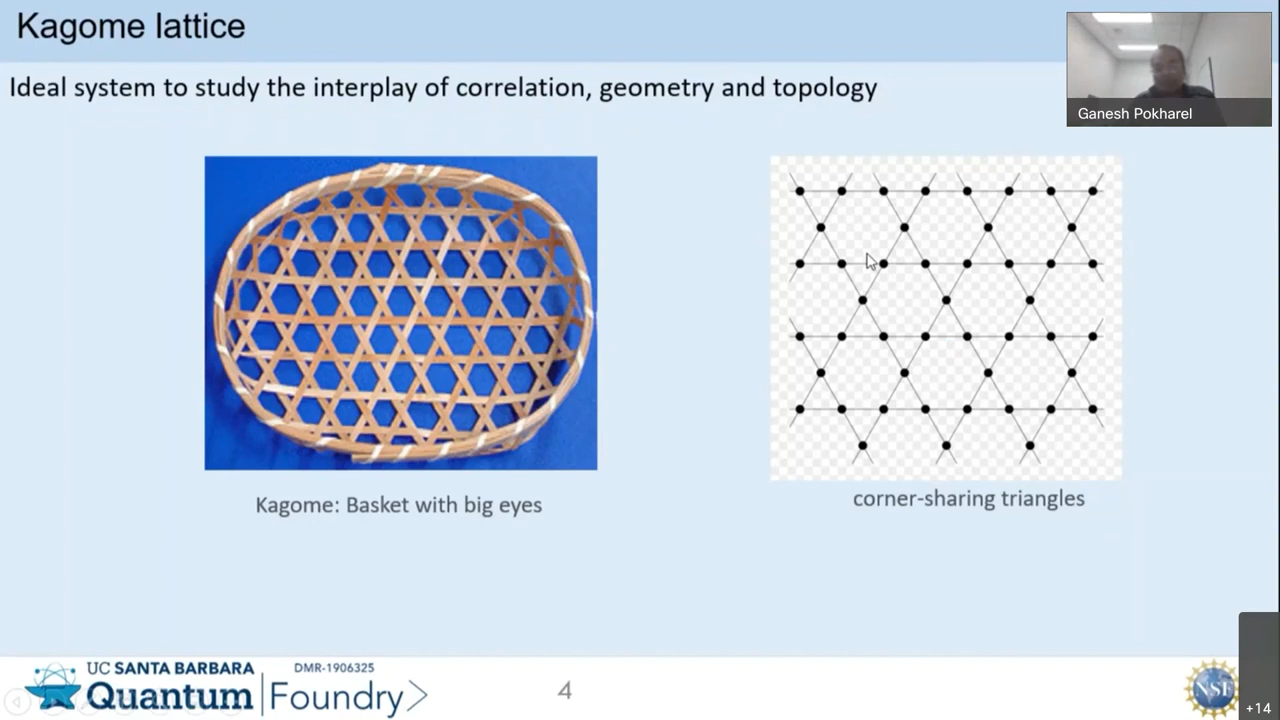 Kagome lattice
Ideal system to study the interplay of correlation, geometry and topology
Ganesh Pokharel
Kagome: Basket with big eyes
corner-sharing triangles
UC SANTA BARBARA
Quantum Foundry
DMR-1906325
4
NSF
+14